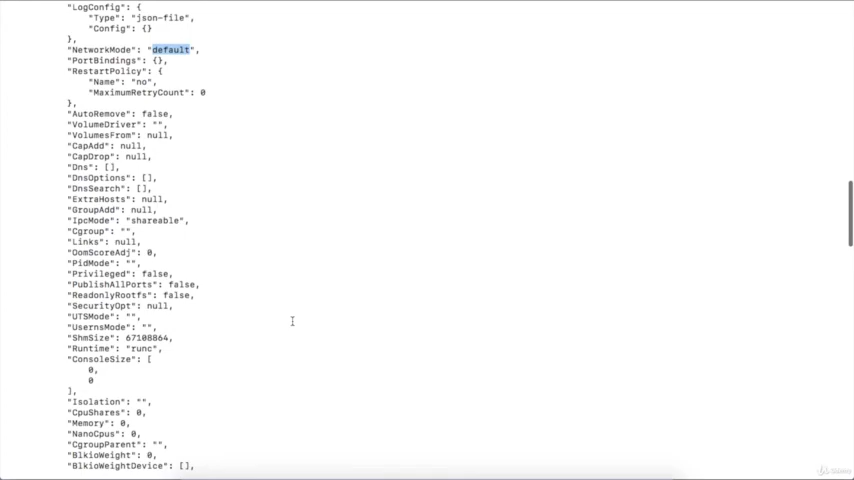 "LogConfig": {
"Type": "json-file",
"Config": {}
},
"NetworkMode": "default",
"PortBindings": {},
"RestartPolicy": {
"Name": "no",
"MaximumRetryCount": 0
},
"AutoRemove": false,
"VolumeDriver": "",
"VolumesFrom": null,
"CapAdd": null,
"CapDrop": null,
"Dns": [],
"DnsOptions": [],
"DnsSearch": [],
"ExtraHosts": null,
"GroupAdd": null,
"IpcMode": "shareable",
"Cgroup": "",
"Links": null,
"OomScoreAdj": 0,
"PidMode": "",
"Privileged": false,
"PublishAllPorts": false,
"ReadonlyRootfs": false,
"SecurityOpt": null,
"UTSMode": "",
"UsernsMode": "",
"ShmSize": 67108864,
"Runtime": "runc",
"ConsoleSize": [
0,
0
],
"Isolation": "",
"CpuShares": 0,
"Memory": 0,
"NanoCpus": 0,
"CgroupParent": "",
"BlkioWeight": 0,
"BlkioWeightDevice": [],
Udemy